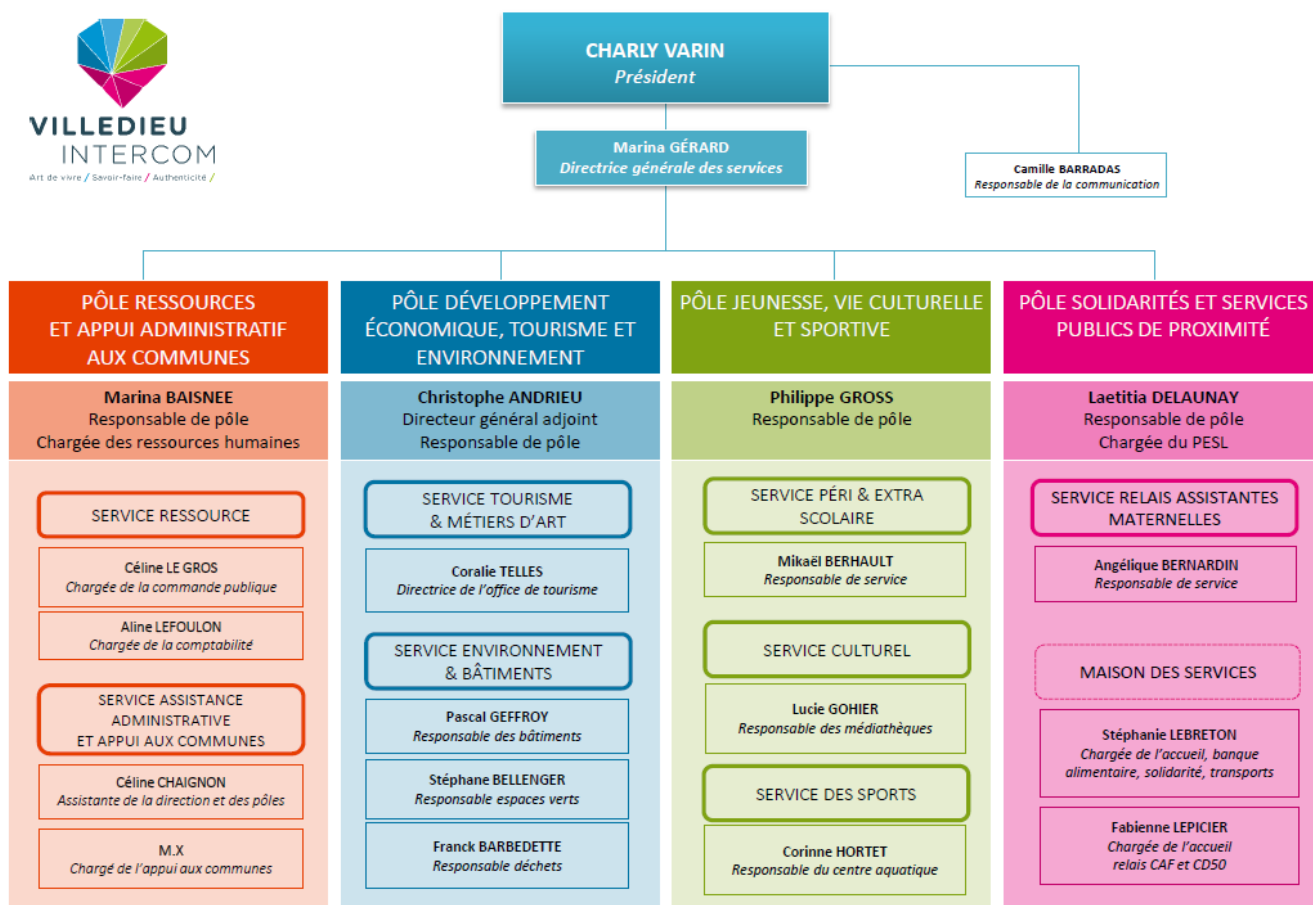 VILLEDIEU
INTERCOM
Art de vivre / Savoir-faire / Authenticité /
CHARLY VARIN
Président
Marina GÉRARD
Directrice générale des services
Camille BARRADAS
Responsable de la communication
PÔLE RESSOURCES
ET APPUI ADMINISTRATIF
AUX COMMUNES
Marina BAISNEE
Responsable de pôle
Chargée des ressources humaines
SERVICE RESSOURCE
Céline LE GROS
Chargée de la commande publique
Aline LEFOULON
Chargée de la comptabilité
SERVICE ASSISTANCE
ADMINISTRATIVE
ET APPUI AUX COMMUNES
Céline CHAIGNON
Assistante de la direction et des pôles
M.X
Chargé de l'appui aux communes
PÔLE DÉVELOPPEMENT
ÉCONOMIQUE, TOURISME ET
ENVIRONNEMENT
Christophe ANDRIEU
Directeur général adjoint
Responsable de pôle
SERVICE TOURISME
& MÉTIERS D'ART
Coralie TELLES
Directrice de l'office de tourisme
SERVICE ENVIRONNEMENT
& BÂTIMENTS
Pascal GEFFROY
Responsable des bâtiments
Stéphane BELLENGER
Responsable espaces verts
Franck BARBEDETTE
Responsable déchets
PÔLE JEUNESSE, VIE CULTURELLE
ET SPORTIVE
Philippe GROSS
Responsable de pôle
SERVICE PÉRI & EXTRA
SCOLAIRE
Mikaël BERHAULT
Responsable de service
SERVICE CULTUREL
Lucie GOHIER
Responsable des médiathèques
SERVICE DES SPORTS
Corinne HORTET
Responsable du centre aquatique
PÔLE SOLIDARITÉS ET SERVICES
PUBLICS DE PROXIMITÉ
Laetitia DELAUNAY
Responsable de pôle
Chargée du PESL
SERVICE RELAIS ASSISTANTES
MATERNELLES
Angélique BERNARDIN
Responsable de service
MAISON DES SERVICES
Stéphanie LEBRETON
Chargée de l'accueil, banque
alimentaire, solidarité, transports
Fabienne LEPICIER
Chargée de l'accueil
relais CAF et CD50